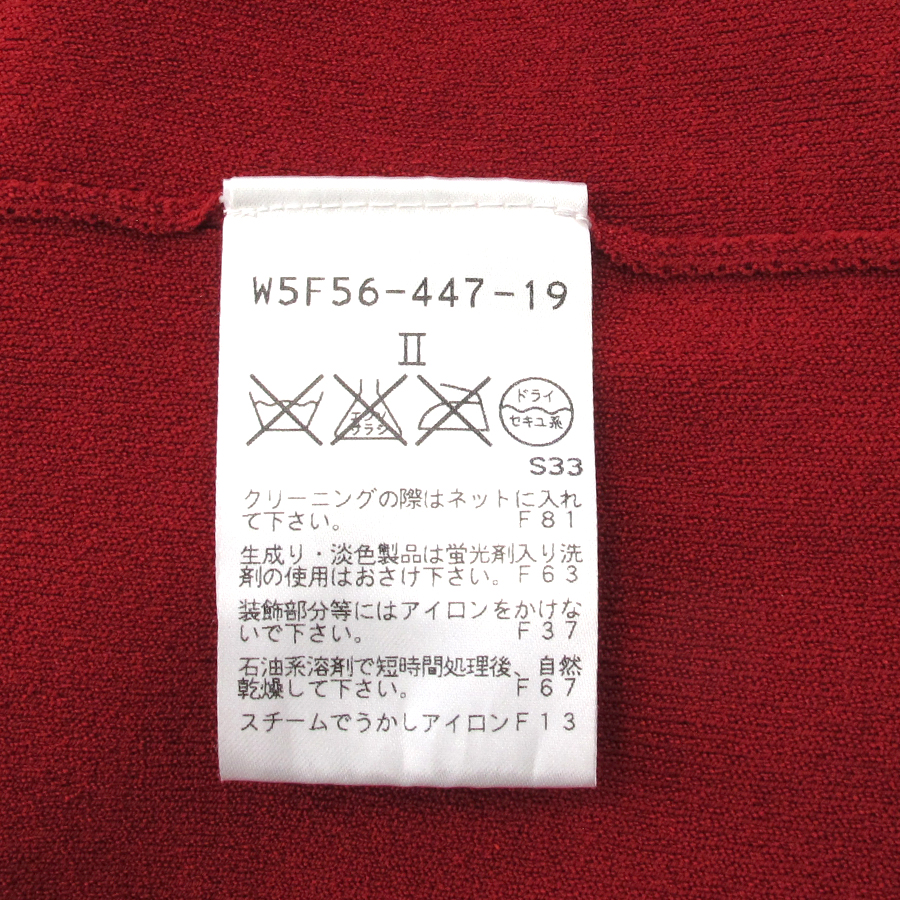 W5F56-447-19
II
エンソ
サラシ
ドライ
セキユ系
S33
クリーニングの際はネットに入れ
て下さい。 F81
生成り・淡色製品は蛍光剤入り洗
剤の使用はおさけ下さい。F63
装飾部分等にはアイロンをかけな
いで下さい。 F37
石油系溶剤で短時間処理後、自然
乾燥して下さい。 F67
スチームでうかしアイロンF13